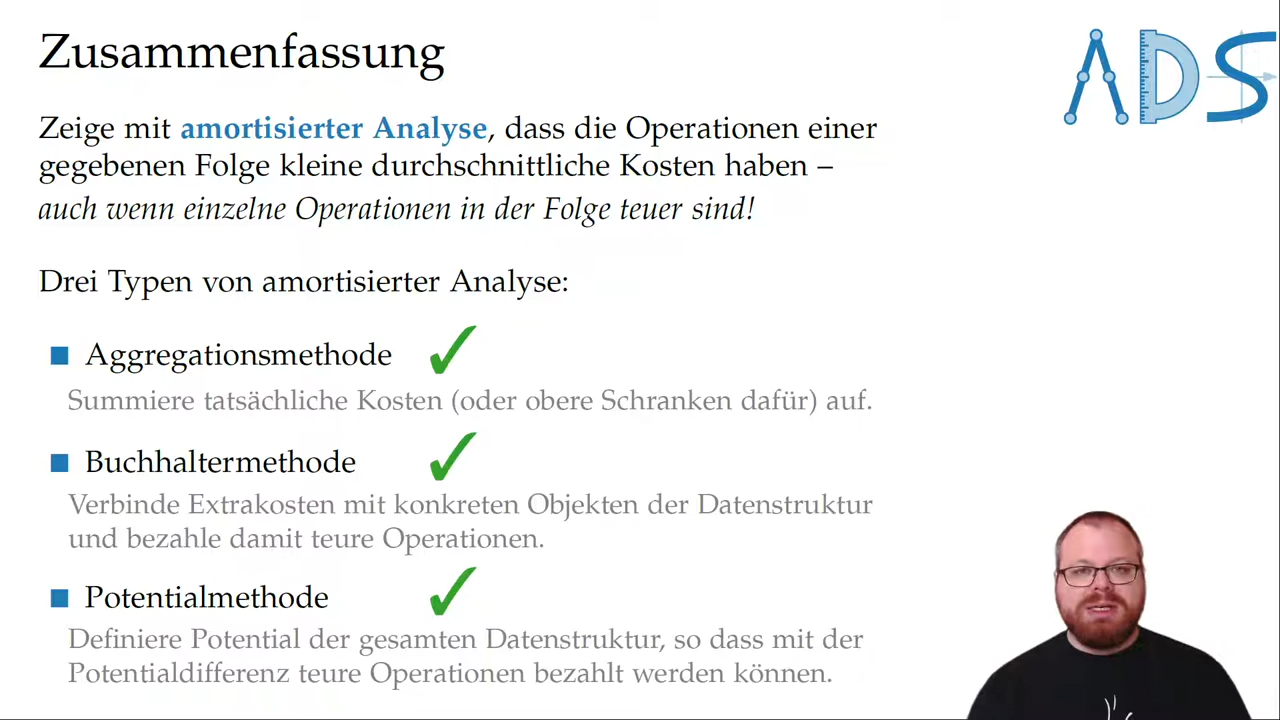 Zusammenfassung
ADS
Zeige mit amortisierter Analyse, dass die Operationen einer
gegebenen Folge kleine durchschnittliche Kosten haben –
auch wenn einzelne Operationen in der Folge teuer sind!
Drei Typen von amortisierter Analyse:
Aggregationsmethode
Summiere tatsächliche Kosten (oder obere Schranken dafür) auf.
Buchhaltermethode
Verbinde Extrakosten mit konkreten Objekten der Datenstruktur
und bezahle damit teure Operationen.
Potentialmethode
Definiere Potential der gesamten Datenstruktur, so dass mit der
Potentialdifferenz teure Operationen bezahlt werden können.